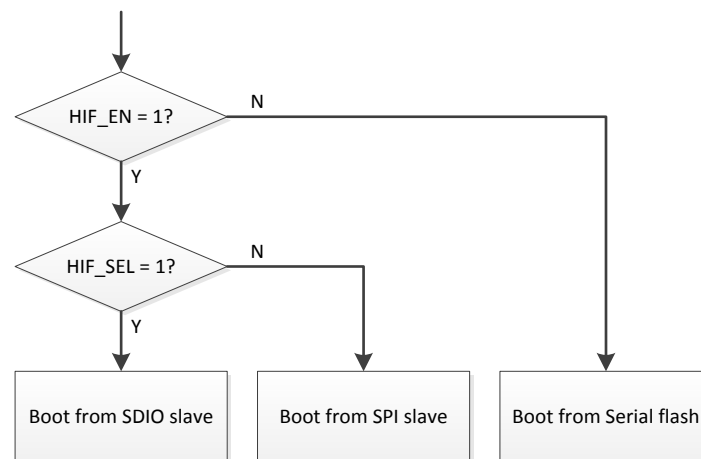 HIF_EN = 1?
N
Y
HIF_SEL = 1?
N
Y
Boot from SDIO slave
Boot from SPI slave
Boot from Serial flash